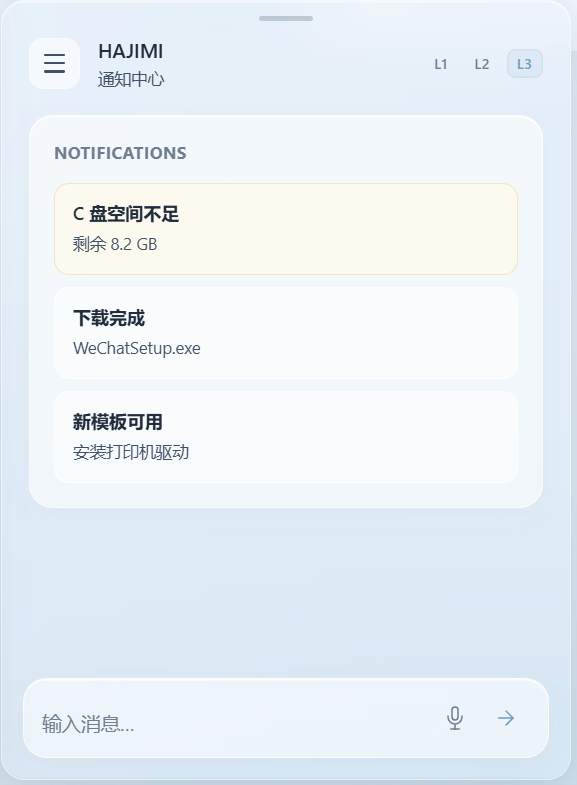 HAJIMI
通知中心
L1 L2 L3
NOTIFICATIONS
C 盘空间不足
剩余 8.2 GB
下载完成
WeChatSetup.exe
新模板可用
安装打印机驱动
输入消息...